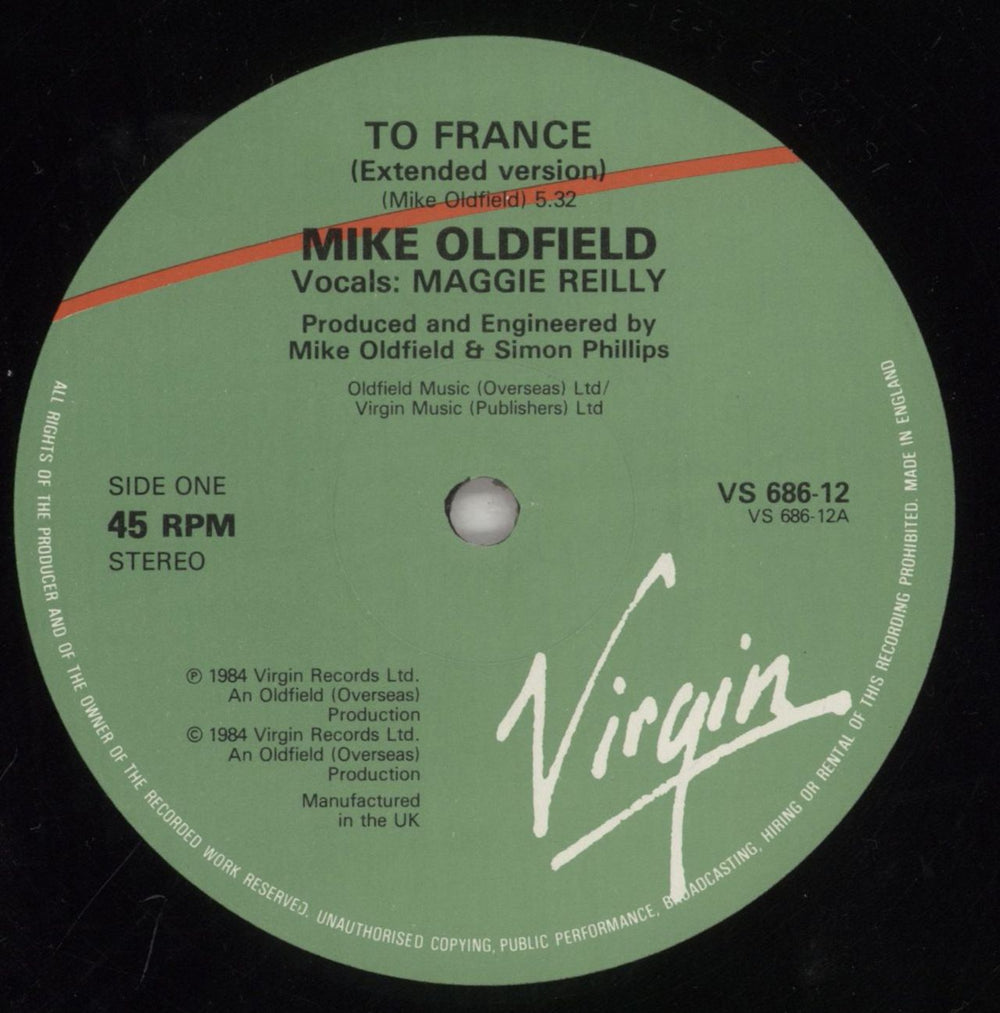 TO FRANCE
(Extended version)
(Mike Oldfield) 5.32
MIKE OLDFIELD
Vocals: MAGGIE REILLY
Produced and Engineered by
Mike Oldfield & Simon Phillips
Oldfield Music (Overseas) Ltd/
Virgin Music (Publishers) Ltd
SIDE ONE
45 RPM
STEREO
VS 686-12
VS 686-12A
℗ 1984 Virgin Records Ltd.
An Oldfield (Overseas)
Production
© 1984 Virgin Records Ltd.
An Oldfield (Overseas)
Production
Manufactured
in the UK
Virgin
ALL RIGHTS OF THE PRODUCER AND OF THE OWNER OF THE RECORDED WORK RESERVED. UNAUTHORISED COPYING, PUBLIC PERFORMANCE, BROADCASTING, HIRING OR RENTAL OF THIS RECORDING PROHIBITED. MADE IN ENGLAND